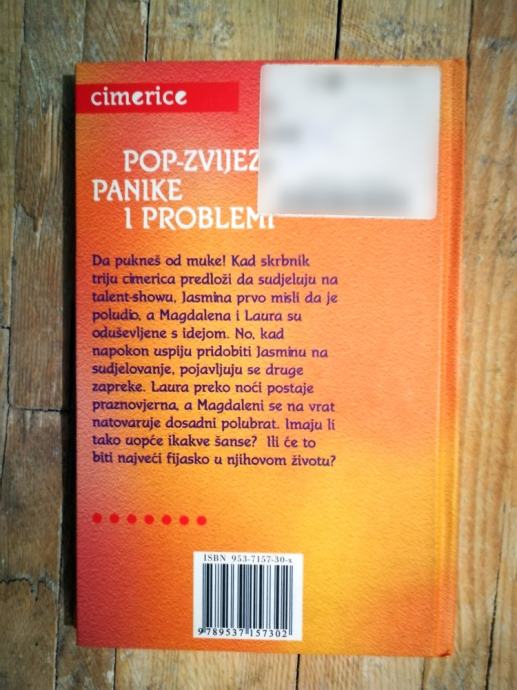 cimerice
POP-ZVIJEZ
PANIKE
I PROBLEMI
Da pukneš od muke! Kad skrbnik
triju cimerica predloži da sudjeluju na
talent-showu, Jasmina prvo misli da je
poludio, a Magdalena i Laura su
oduševljene s idejom. No, kad
napokon uspiju pridobiti Jasminu na
sudjelovanje, pojavljuju se druge
zapreke. Laura preko noći postaje
praznovjerna, a Magdaleni se na vrat
natovaruje dosadni polubrat. Imaju li
tako uopće ikakve šanse? Ili će to
biti najveći fijasko u njihovom životu?
ISBN 953-7157-30-x
9 789537 157302